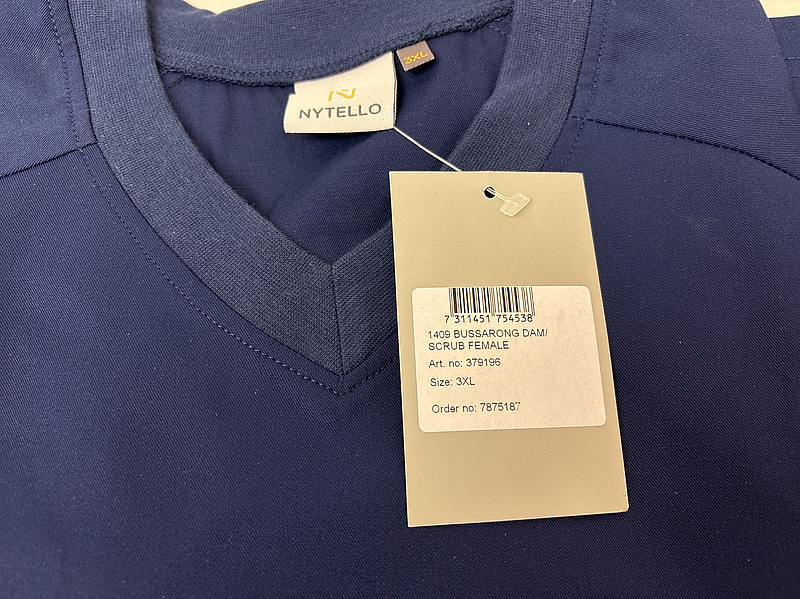 3XL
NYTELLO
7 311451 754538
1409 BUSSARONG DAM/
SCRUB FEMALE
Art. no: 379196
Size: 3XL
Order no: 7875187